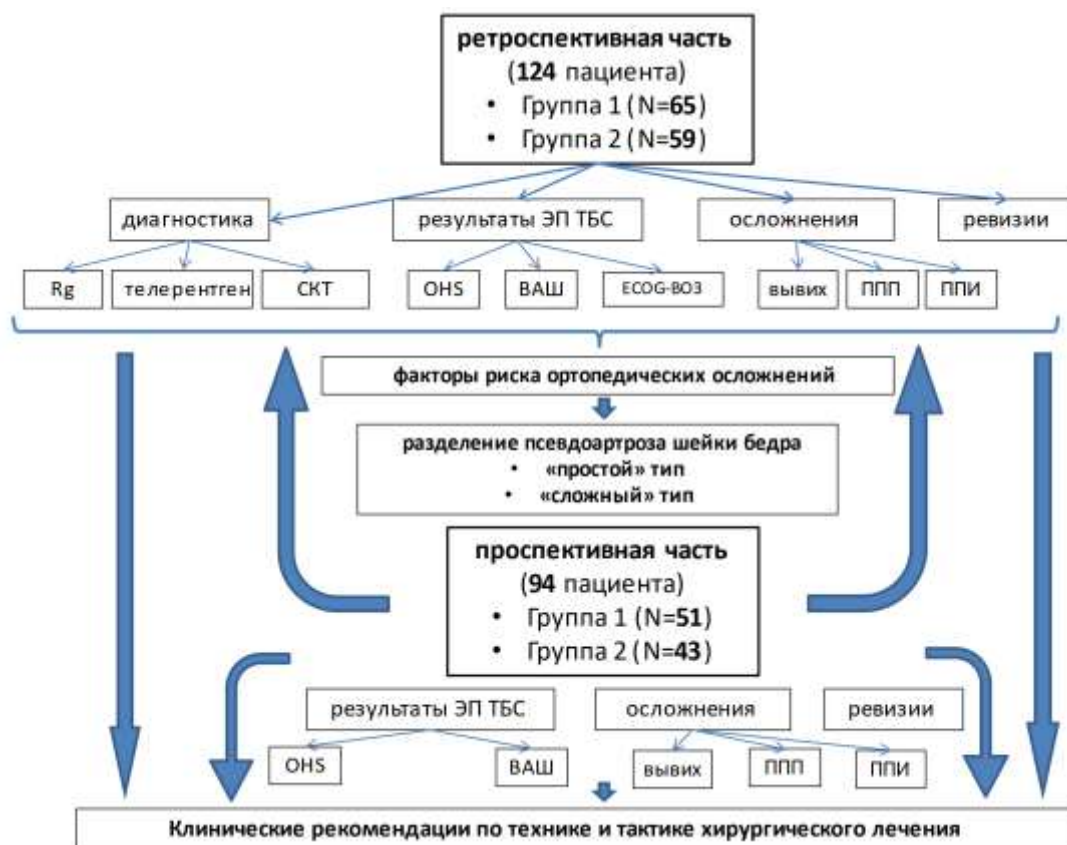 ретроспективная часть
(124 пациента)
• Группа 1 (N=65)
• Группа 2 (N=59)
диагностика
результаты ЭП ТБС
осложнения
ревизии
Rg
телерентген
СКТ
OHS
ВАШ
ECOG-ВОЗ
вывих
ППП
ППИ
факторы риска ортопедических осложнений
разделение псевдоартроза шейки бедра
• «простой» тип
• «сложный» тип
проспективная часть
(94 пациента)
• Группа 1 (N=51)
• Группа 2 (N=43)
результаты ЭП ТБС
осложнения
ревизии
OHS
ВАШ
вывих
ППП
ППИ
Клинические рекомендации по технике и тактике хирургического лечения